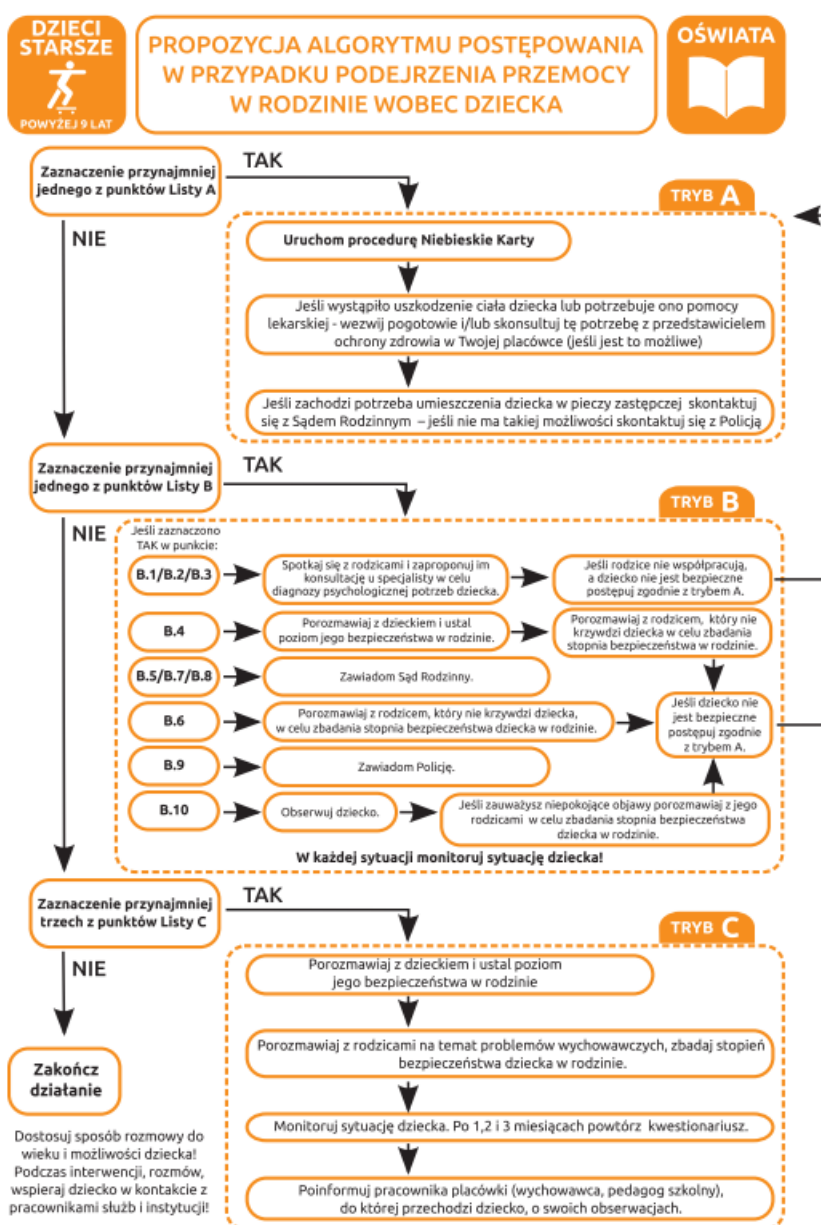 DZIECI
STARSZE
POWYŻEJ 9 LAT
PROPOZYCJA ALGORYTMU POSTĘPOWANIA
W PRZYPADKU PODEJRZENIA PRZEMOCY
W RODZINIE WOBEC DZIECKA
OŚWIATA
Zaznaczenie przynajmniej
jednego z punktów Listy A
TAK
NIE
TRYB A
Uruchom procedurę Niebieskie Karty
Jeśli wystąpiło uszkodzenie ciała dziecka lub potrzebuje ono pomocy
lekarskiej - wezwij pogotowie i/lub skonsultuj tę potrzebę z przedstawicielem
ochrony zdrowia w Twojej placówce (jeśli jest to możliwe)
Jeśli zachodzi potrzeba umieszczenia dziecka w pieczy zastępczej skontaktuj
się z Sądem Rodzinnym – jeśli nie ma takiej możliwości skontaktuj się z Policją
Zaznaczenie przynajmniej
jednego z punktów Listy B
TAK
NIE
TRYB B
Jeśli zaznaczono
TAK w punkcie:
B.1/B.2/B.3
Spotkaj się z rodzicami i zaproponuj im
konsultację u specjalisty w celu
diagnozy psychologicznej potrzeb dziecka.
Jeśli rodzice nie współpracują,
a dziecko nie jest bezpieczne
postępuj zgodnie z trybem A.
B.4
Porozmawiaj z dzieckiem i ustal
poziom jego bezpieczeństwa w rodzinie.
Porozmawiaj z rodzicem, który nie
krzywdzi dziecka w celu zbadania
stopnia bezpieczeństwa w rodzinie.
B.5/B.7/B.8
Zawiadom Sąd Rodzinny.
B.6
Porozmawiaj z rodzicem, który nie krzywdzi dziecka,
w celu zbadania stopnia bezpieczeństwa dziecka w rodzinie.
Jeśli dziecko nie
jest bezpieczne
postępuj zgodnie
z trybem A.
B.9
Zawiadom Policję.
B.10
Obserwuj dziecko.
Jeśli zauważysz niepokojące objawy porozmawiaj z jego
rodzicami w celu zbadania stopnia bezpieczeństwa
dziecka w rodzinie.
W każdej sytuacji monitoruj sytuację dziecka!
Zaznaczenie przynajmniej
trzech z punktów Listy C
TAK
NIE
TRYB C
Porozmawiaj z dzieckiem i ustal poziom
jego bezpieczeństwa w rodzinie
Porozmawiaj z rodzicami na temat problemów wychowawczych, zbadaj stopień
bezpieczeństwa dziecka w rodzinie.
Monitoruj sytuację dziecka. Po 1,2 i 3 miesiącach powtórz kwestionariusz.
Poinformuj pracownika placówki (wychowawca, pedagog szkolny),
do której przechodzi dziecko, o swoich obserwacjach.
Zakończ
działanie
Dostosuj sposób rozmowy do
wieku i możliwości dziecka!
Podczas interwencji, rozmów,
wspieraj dziecko w kontakcie z
pracownikami służb i instytucji!